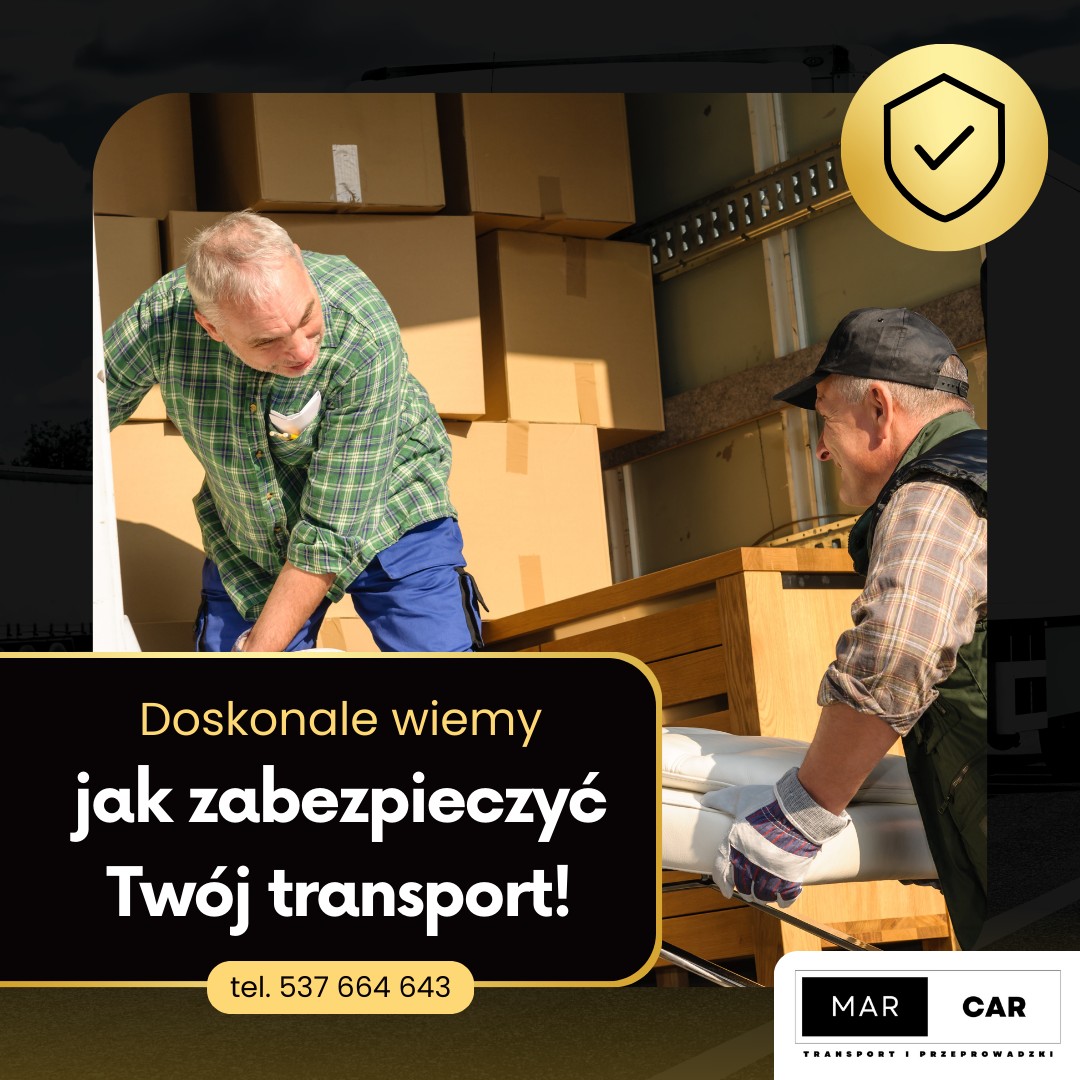 Doskonale wiemy
jak zabezpieczyć
Twój transport!
tel. 537 664 643
MAR CAR
TRANSPORT I PRZEPROWADZKI